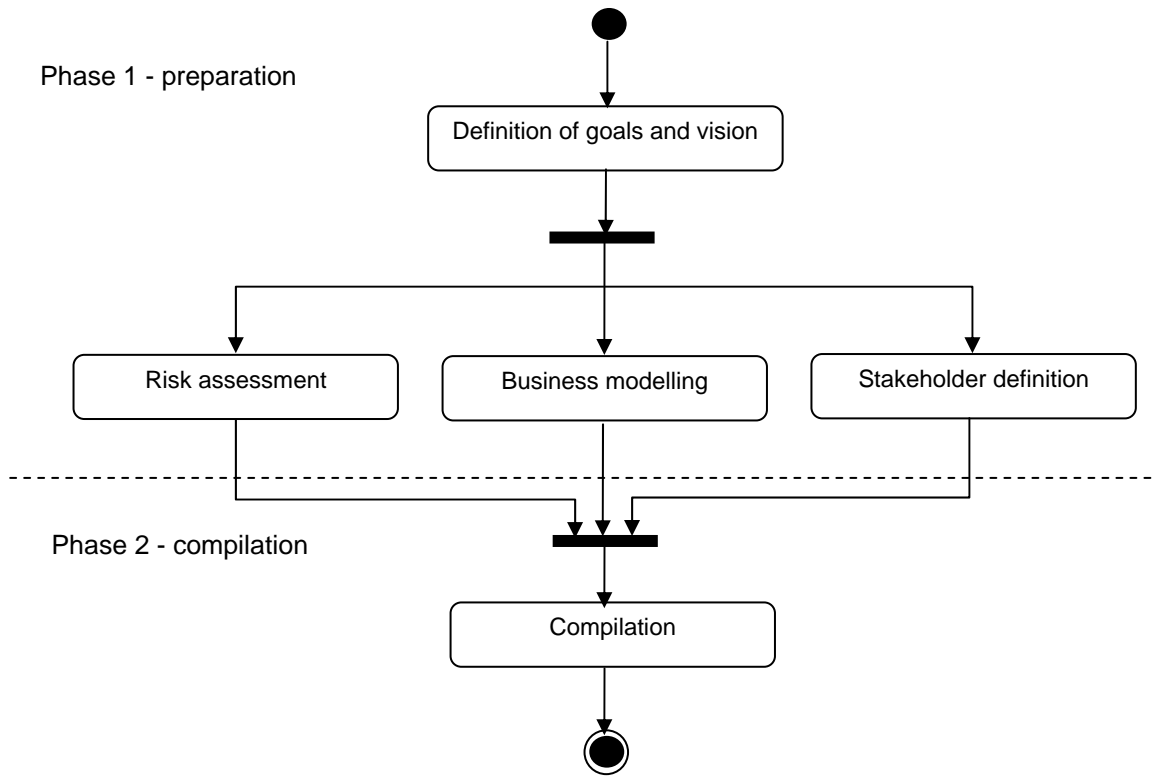 Phase 1 - preparation
Definition of goals and vision
Risk assessment
Business modelling
Stakeholder definition
Phase 2 - compilation
Compilation